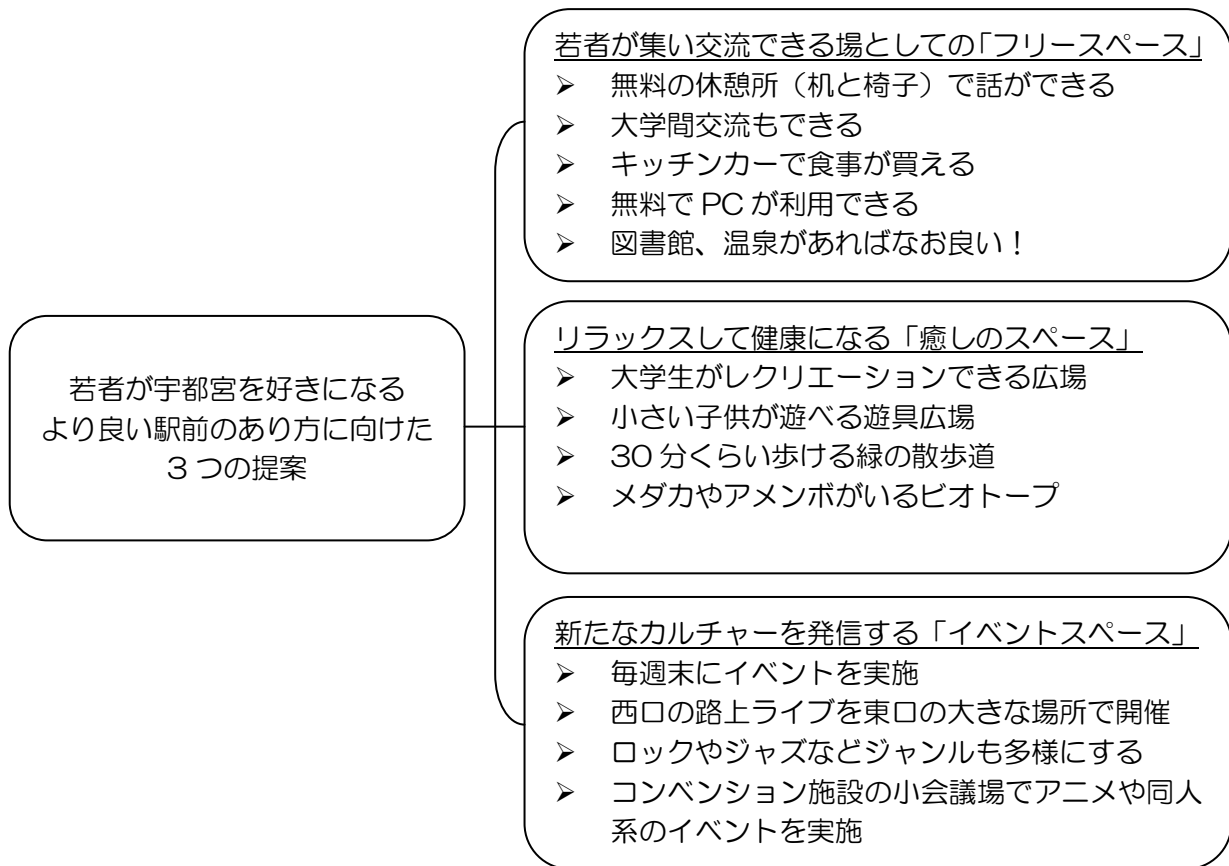 若者が宇都宮を好きになる
より良い駅前のあり方に向けた
3つの提案
若者が集い交流できる場としての「フリースペース」
➢ 無料の休憩所（机と椅子）で話ができる
➢ 大学間交流もできる
➢ キッチンカーで食事が買える
➢ 無料で PC が利用できる
➢ 図書館、温泉があればなお良い！
リラックスして健康になる「癒しのスペース」
➢ 大学生がレクリエーションできる広場
➢ 小さい子供が遊べる遊具広場
➢ 30 分くらい歩ける緑の散歩道
➢ メダカやアメンボがいるビオトープ
新たなカルチャーを発信する「イベントスペース」
➢ 毎週末にイベントを実施
➢ 西口の路上ライブを東口の大きな場所で開催
➢ ロックやジャズなどジャンルも多様にする
➢ コンベンション施設の小会議場でアニメや同人
系のイベントを実施